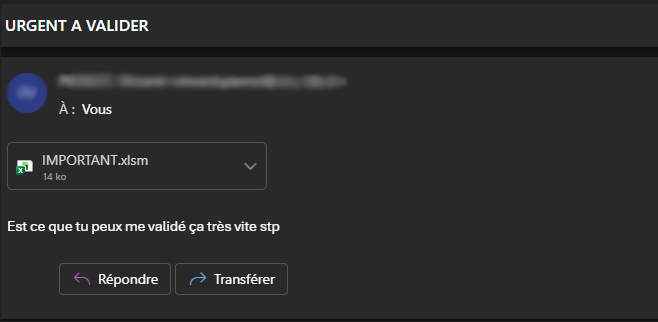 URGENT A VALIDER
À : Vous
IMPORTANT.xlsm
14 ko
Est ce que tu peux me validé ça très vite stp
Répondre
Transférer